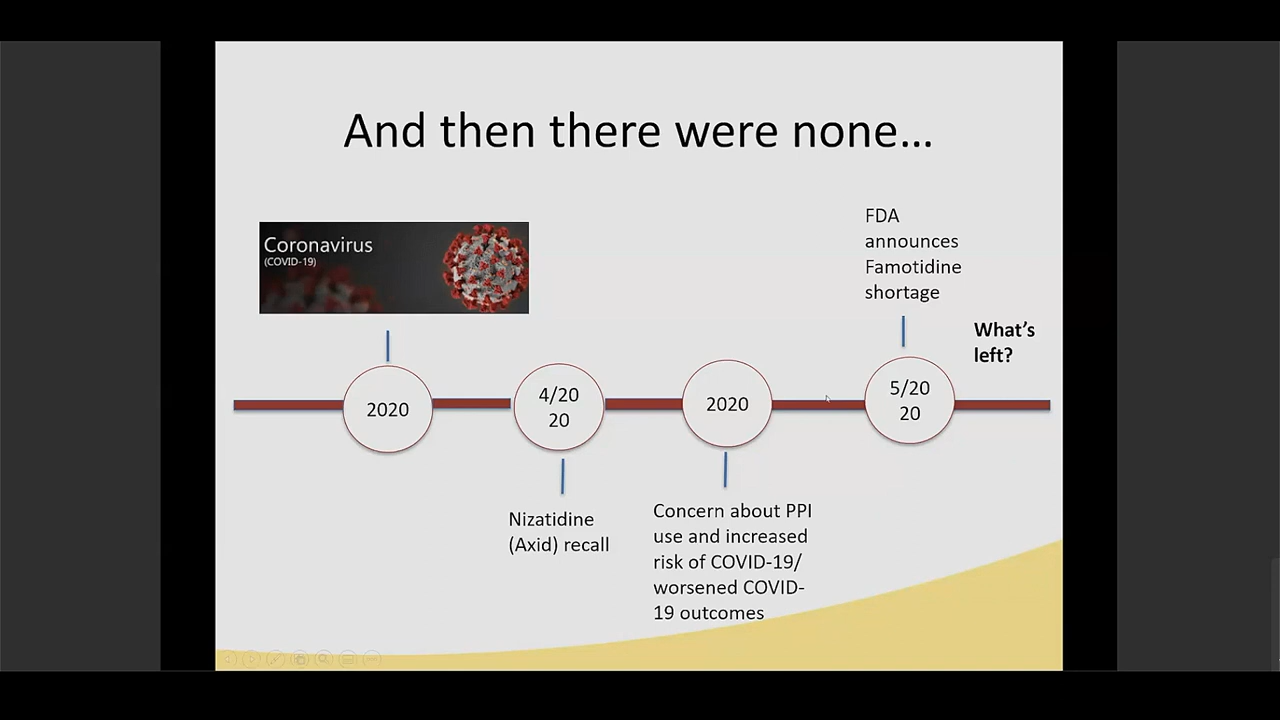 And then there were none...
Coronavirus
(COVID-19)
FDA
announces
Famotidine
shortage
What's
left?
2020
4/20
20
2020
5/20
20
Nizatidine
(Axid) recall
Concern about PPI
use and increased
risk of COVID-19/
worsened COVID-
19 outcomes